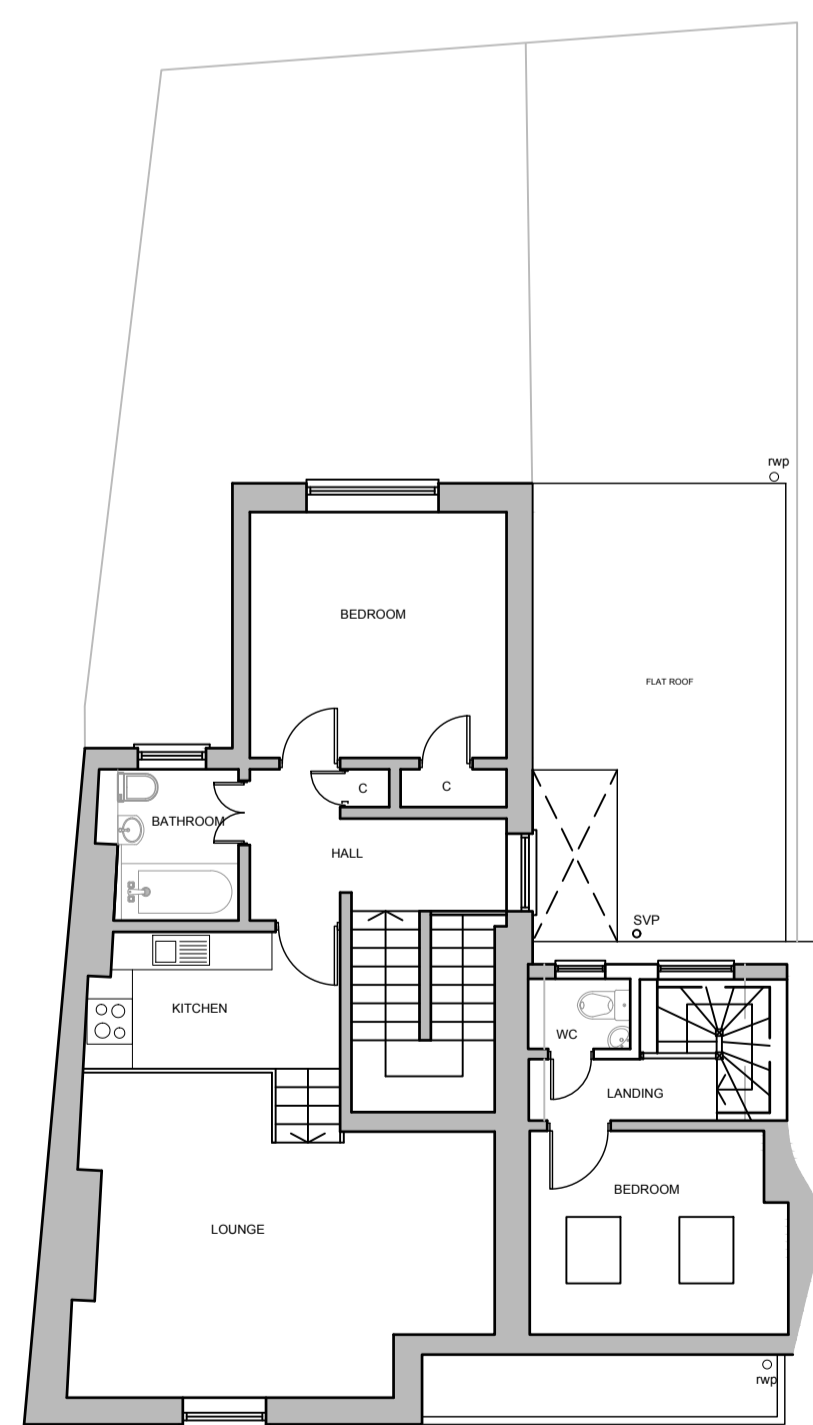 rwp
BEDROOM
FLAT ROOF
C
C
BATHROOM
HALL
SVP
KITCHEN
WC
LANDING
BEDROOM
LOUNGE
rwp